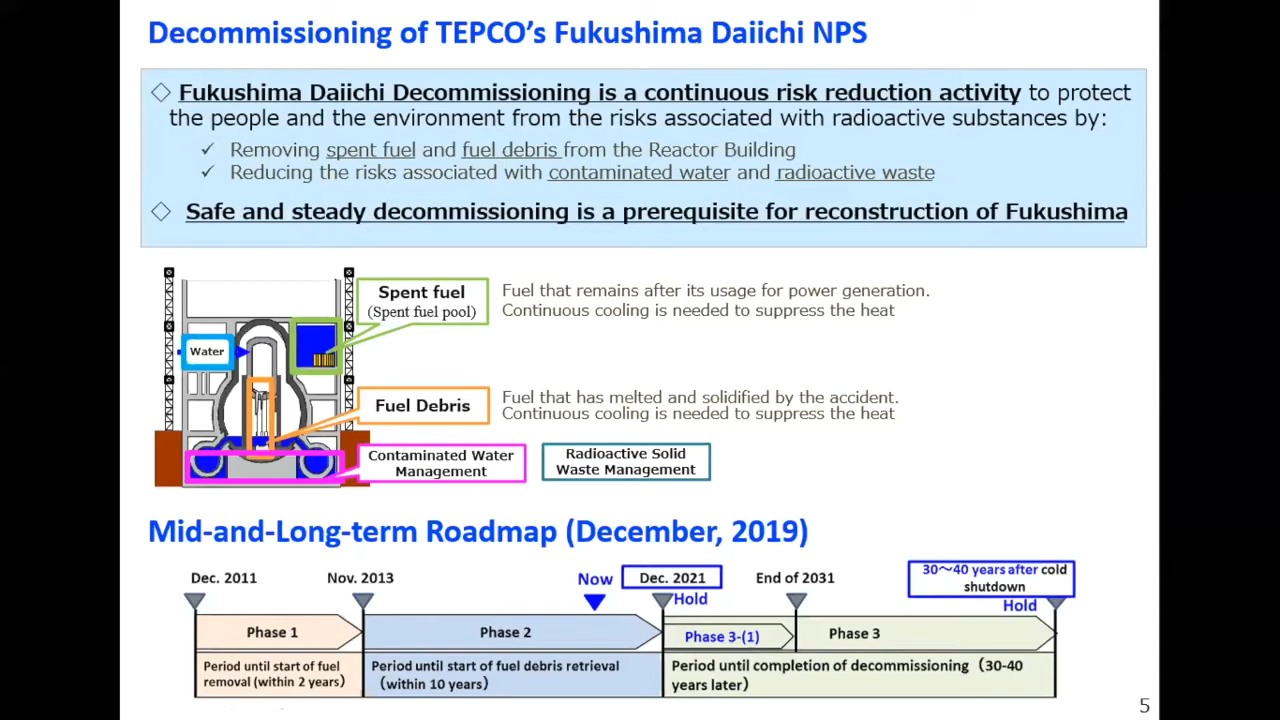 Decommissioning of TEPCO’s Fukushima Daiichi NPS
◇ Fukushima Daiichi Decommissioning is a continuous risk reduction activity to protect
the people and the environment from the risks associated with radioactive substances by:
✓ Removing spent fuel and fuel debris from the Reactor Building
✓ Reducing the risks associated with contaminated water and radioactive waste
◇ Safe and steady decommissioning is a prerequisite for reconstruction of Fukushima
Spent fuel
(Spent fuel pool)
Fuel that remains after its usage for power generation.
Continuous cooling is needed to suppress the heat
Water
Fuel Debris
Fuel that has melted and solidified by the accident.
Continuous cooling is needed to suppress the heat
Contaminated Water
Management
Radioactive Solid
Waste Management
Mid-and-Long-term Roadmap (December, 2019)
Dec. 2011
Nov. 2013
Now
Dec. 2021
Hold
End of 2031
30～40 years after cold
shutdown
Hold
Phase 1
Phase 2
Phase 3-(1)
Phase 3
Period until start of fuel
removal (within 2 years)
Period until start of fuel debris retrieval
（within 10 years）
Period until completion of decommissioning（30-40
years later）
5